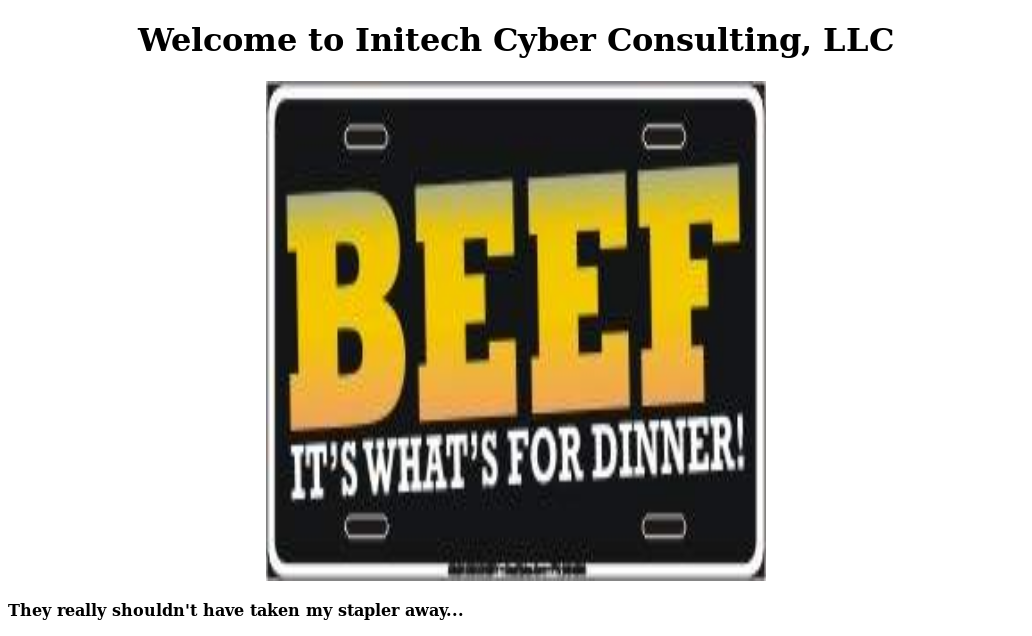 Welcome to Initech Cyber Consulting, LLC
BEEF
IT'S WHAT'S FOR DINNER!
They really shouldn't have taken my stapler away...